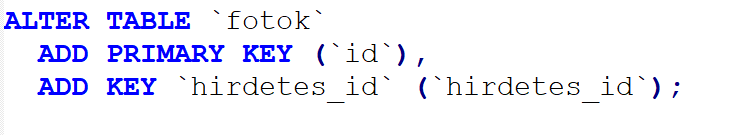 ALTER TABLE `fotok`
ADD PRIMARY KEY (`id`),
ADD KEY `hirdetes_id` (`hirdetes_id`);